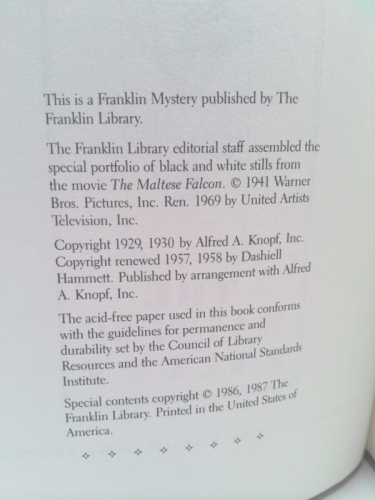 This is a Franklin Mystery published by The
Franklin Library.
The Franklin Library editorial staff assembled the
special portfolio of black and white stills from
the movie The Maltese Falcon. © 1941 Warner
Bros. Pictures, Inc. Ren. 1969 by United Artists
Television, Inc.
Copyright 1929, 1930 by Alfred A. Knopf, Inc.
Copyright renewed 1957, 1958 by Dashiell
Hammett. Published by arrangement with Alfred
A. Knopf, Inc.
The acid-free paper used in this book conforms
with the guidelines for permanence and
durability set by the Council of Library
Resources and the American National Standards
Institute.
Special contents copyright © 1986, 1987 The
Franklin Library. Printed in the United States of
America.